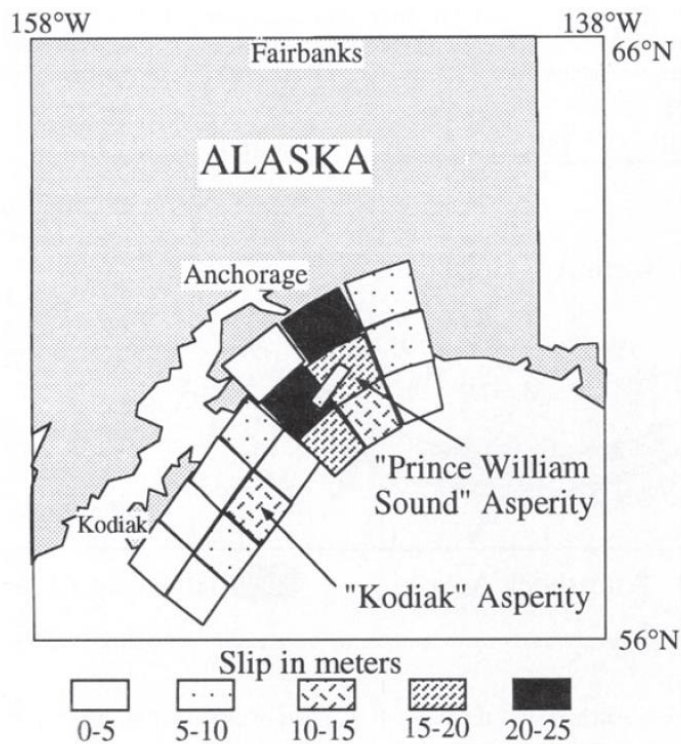 158°W
138°W
66°N
Fairbanks
ALASKA
Anchorage
"Prince William
Sound" Asperity
Kodiak
"Kodiak" Asperity
56°N
Slip in meters
0-5
5-10
10-15
15-20
20-25